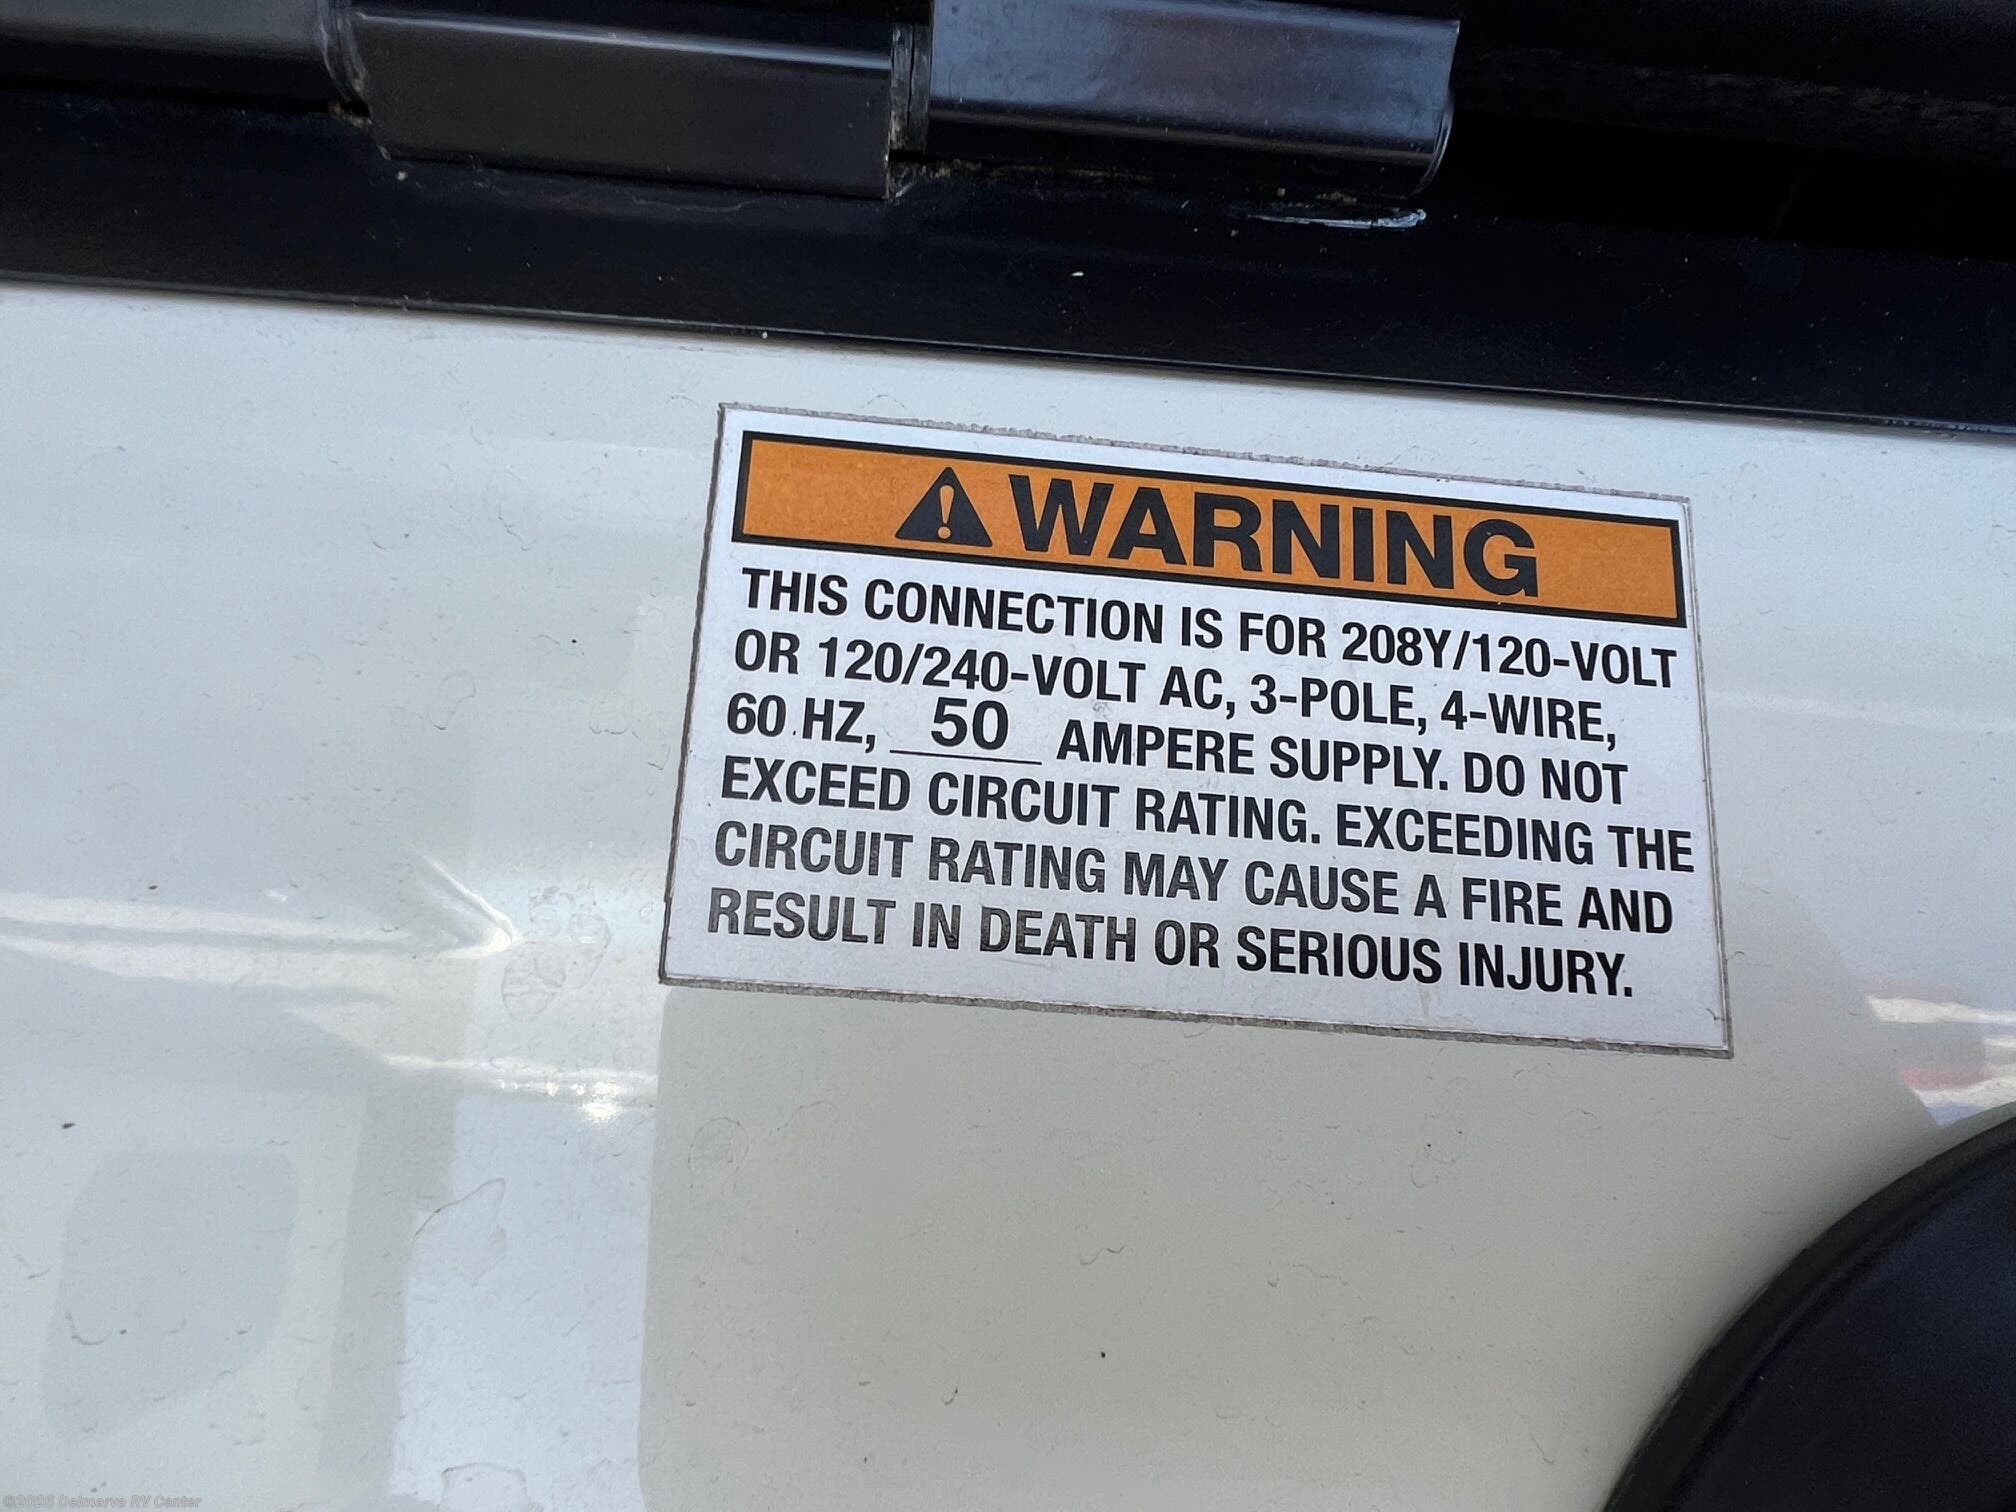 WARNING
THIS CONNECTION IS FOR 208Y/120-VOLT
OR 120/240-VOLT AC, 3-POLE, 4-WIRE,
60 HZ, 50 AMPERE SUPPLY. DO NOT
EXCEED CIRCUIT RATING. EXCEEDING THE
CIRCUIT RATING MAY CAUSE A FIRE AND
RESULT IN DEATH OR SERIOUS INJURY.
©2026 Delmarva RV Center